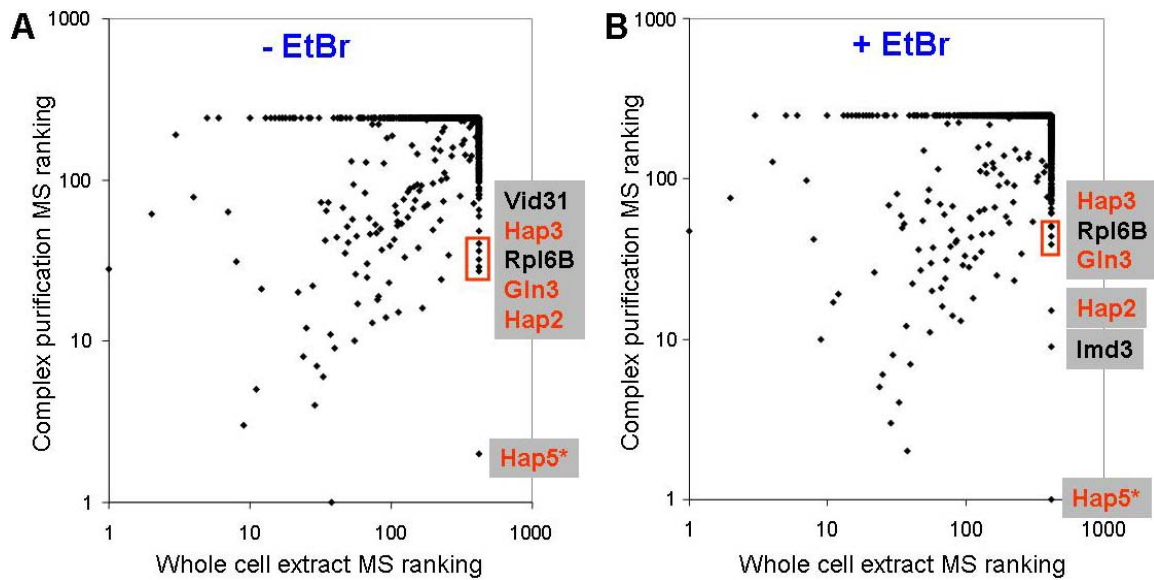 A
- EtBr
1000
100
10
1
Complex purification MS ranking
Vid31
Hap3
Rpl6B
Gln3
Hap2
Hap5*
1
10
100
1000
Whole cell extract MS ranking
B
+ EtBr
1000
100
10
1
Complex purification MS ranking
Hap3
Rpl6B
Gln3
Hap2
Imd3
Hap5*
1
10
100
1000
Whole cell extract MS ranking